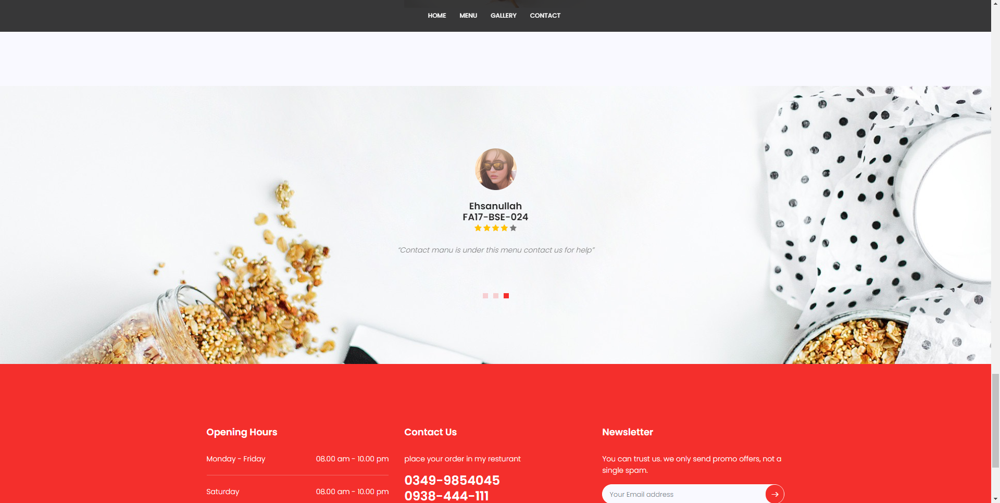 HOME MENU GALLERY CONTACT
Ehsanullah
FA17-BSE-024
“Contact manu is under this menu contact us for help”
Opening Hours
Monday - Friday 08.00 am - 10.00 pm
Saturday 08.00 am - 10.00 pm
Contact Us
place your order in my resturant
0349-9854045
0938-444-111
Newsletter
You can trust us. we only send promo offers, not a
single spam.
Your Email address